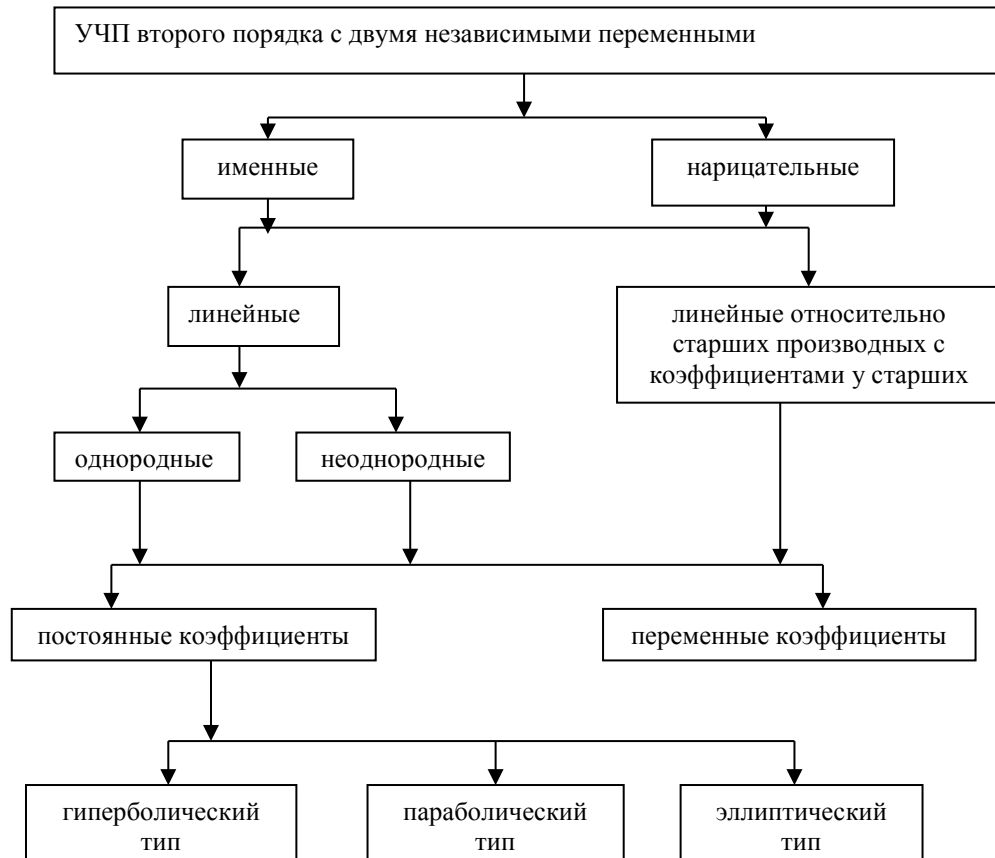 УЧП второго порядка с двумя независимыми переменными
именные
нарицательные
линейные
линейные относительно
старших производных с
коэффициентами у старших
однородные
неоднородные
постоянные коэффициенты
переменные коэффициенты
гиперболический
тип
параболический
тип
эллиптический
тип